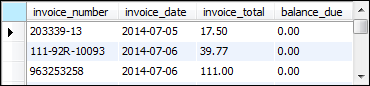 invoice_number invoice_date invoice_total balance_due
203339-13 2014-07-05 17.50 0.00
111-92R-10093 2014-07-06 39.77 0.00
963253258 2014-07-06 111.00 0.00